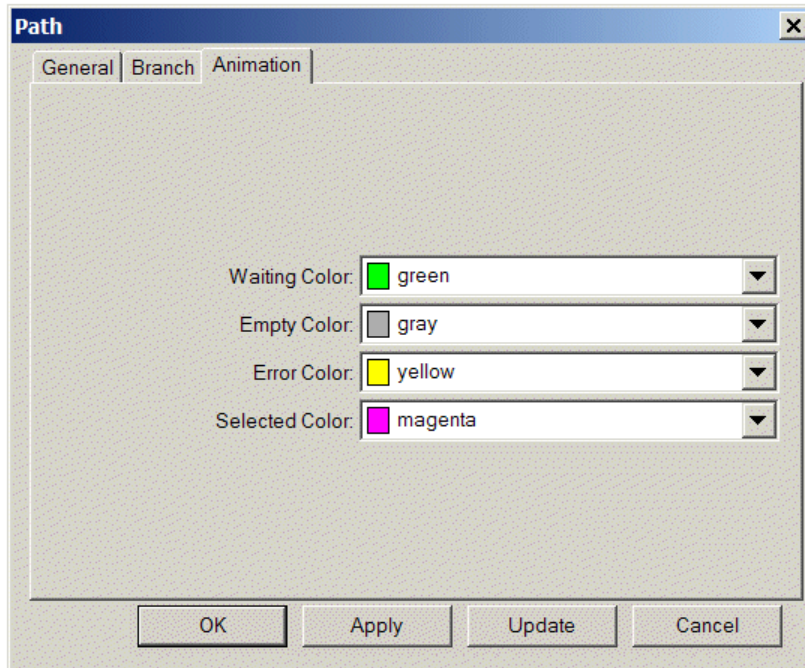 Path
General Branch Animation
Waiting Color: green
Empty Color: gray
Error Color: yellow
Selected Color: magenta
OK Apply Update Cancel